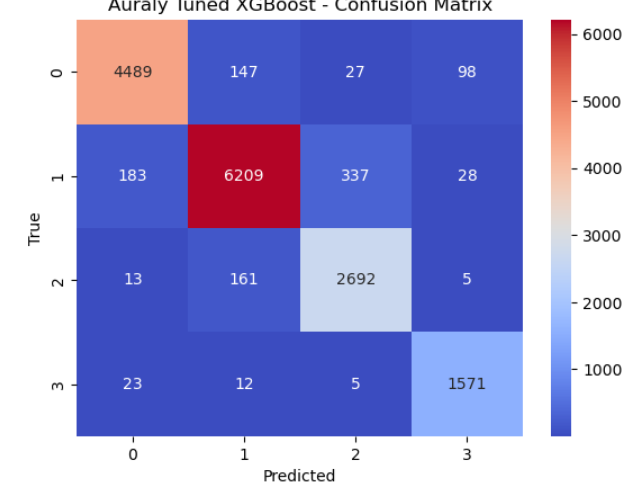 Auraly Tuned XGBoost - Confusion Matrix
0 4489 147 27 98
1 183 6209 337 28
2 13 161 2692 5
3 23 12 5 1571
0 1 2 3
Predicted
True
6000
5000
4000
3000
2000
1000